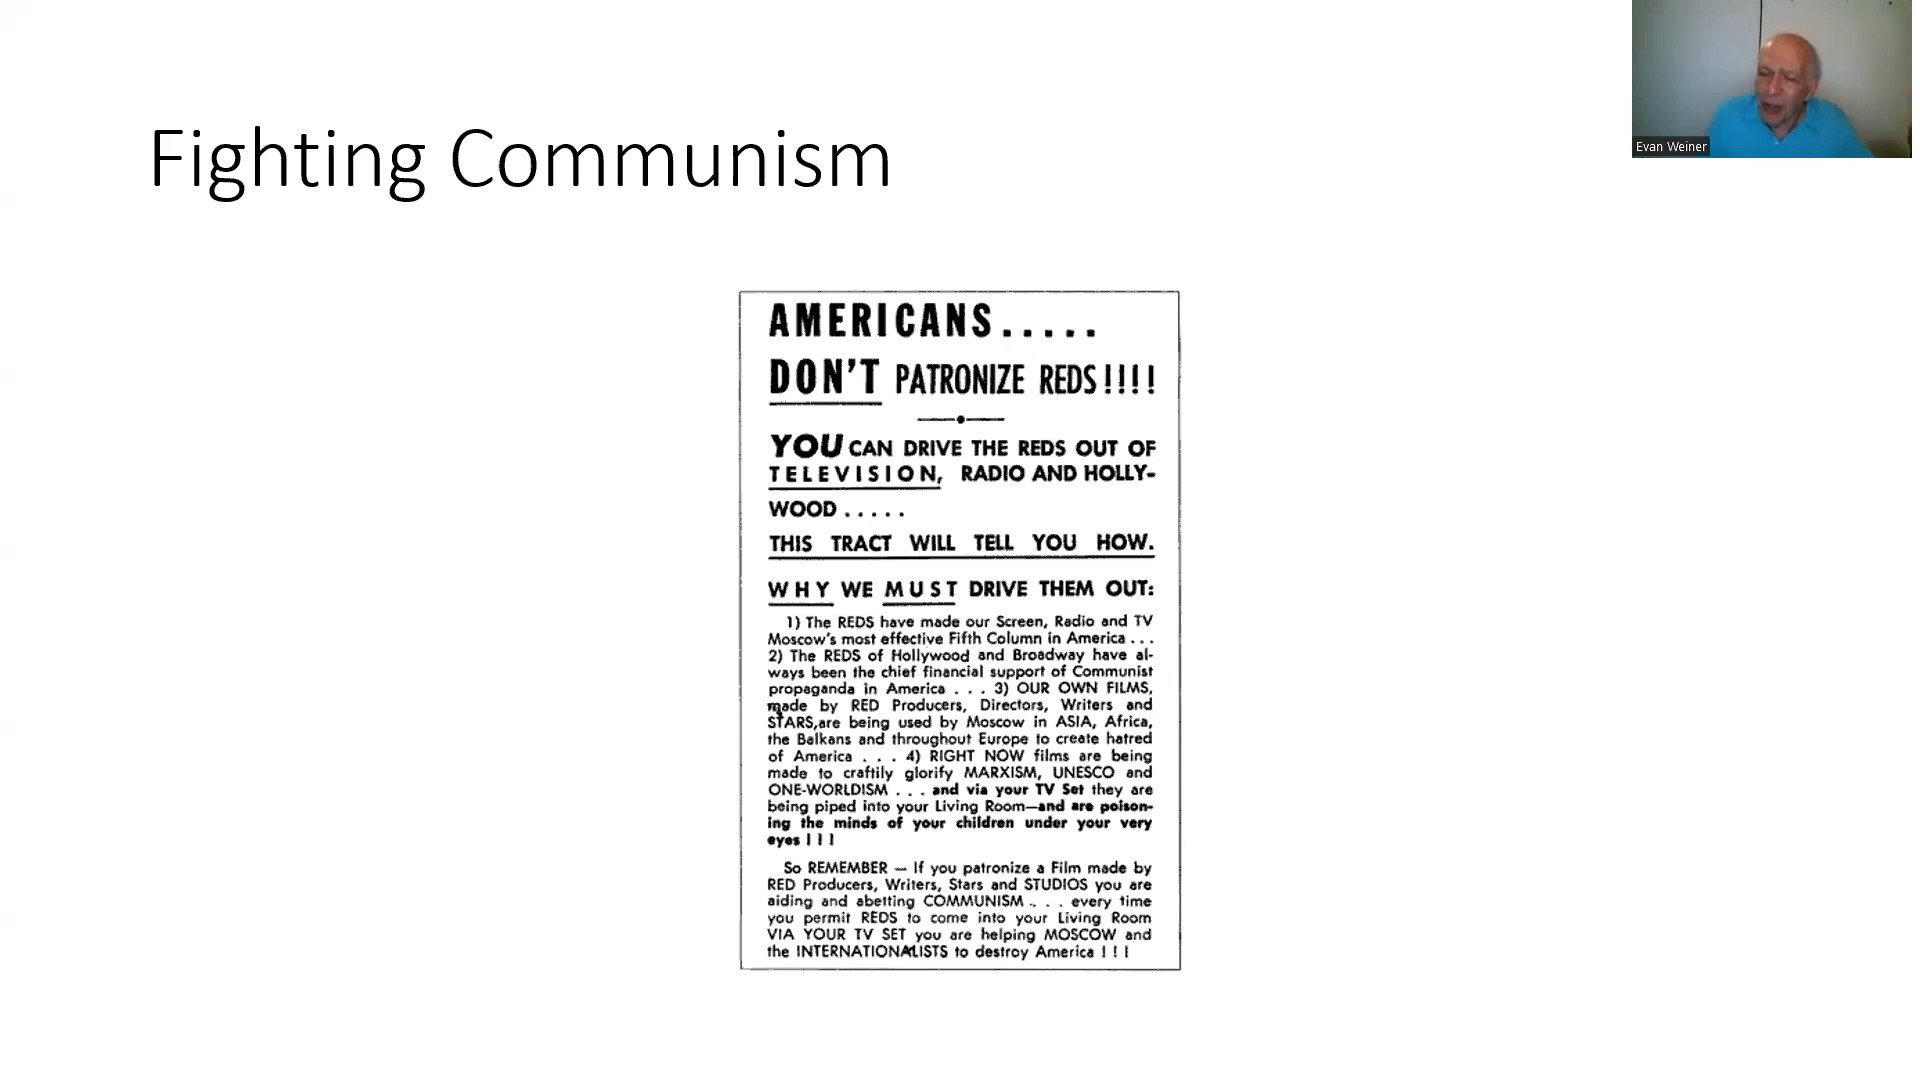 Fighting Communism
Evan Weiner
AMERICANS.....
DON'T PATRONIZE REDS!!!!
YOU CAN DRIVE THE REDS OUT OF
TELEVISION, RADIO AND HOLLY-
WOOD.....
THIS TRACT WILL TELL YOU HOW.
WHY WE MUST DRIVE THEM OUT:
1) The REDS have made our Screen, Radio and TV
Moscow's most effective Fifth Column in America . . .
2) The REDS of Hollywood and Broadway have al-
ways been the chief financial support of Communist
propaganda in America . . . 3) OUR OWN FILMS,
made by RED Producers, Directors, Writers and
STARS,are being used by Moscow in ASIA, Africa,
the Balkans and throughout Europe to create hatred
of America . . . 4) RIGHT NOW films are being
made to craftily glorify MARXISM, UNESCO and
ONE-WORLDISM . . . and via your TV Set they are
being piped into your Living Room—and are poison-
ing the minds of your children under your very
eyes ! ! !
So REMEMBER — If you patronize a Film made by
RED Producers, Writers, Stars and STUDIOS you are
aiding and abetting COMMUNISM . . . every time
you permit REDS to come into your Living Room
VIA YOUR TV SET you are helping MOSCOW and
the INTERNATIONALISTS to destroy America ! ! !